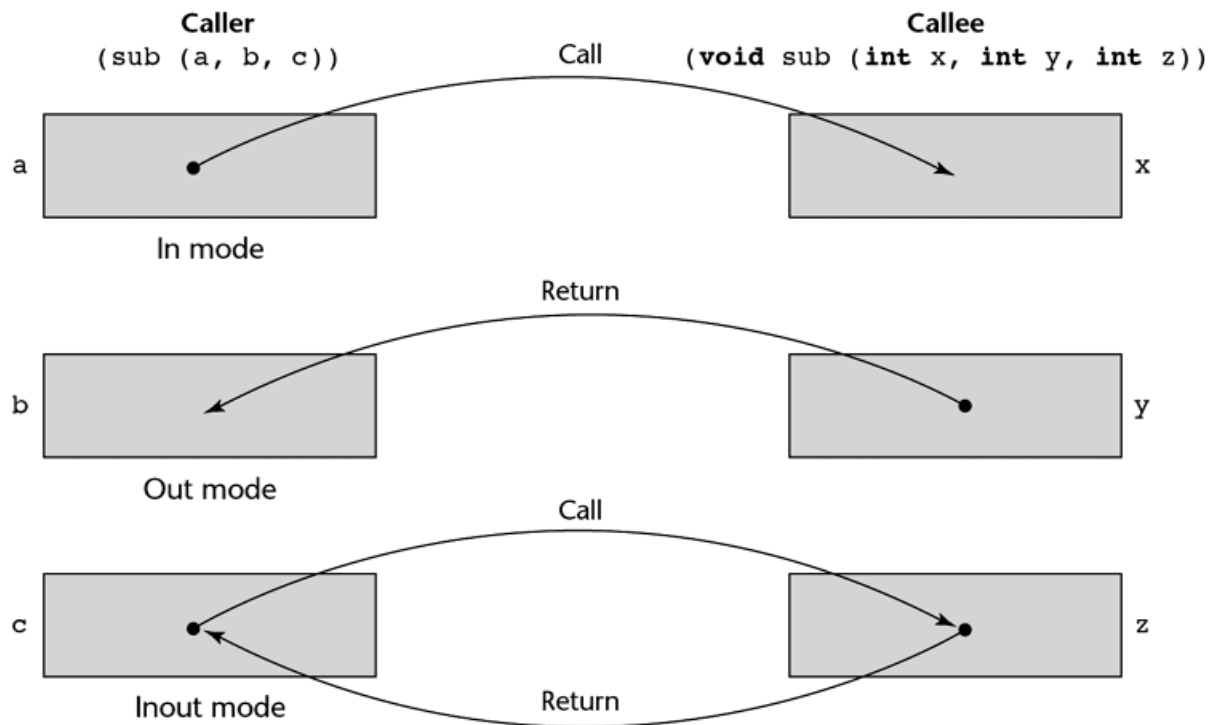 Caller
Callee
(sub (a, b, c))
Call
(void sub (int x, int y, int z))
a
x
In mode
Return
b
y
Out mode
Call
c
z
Inout mode
Return